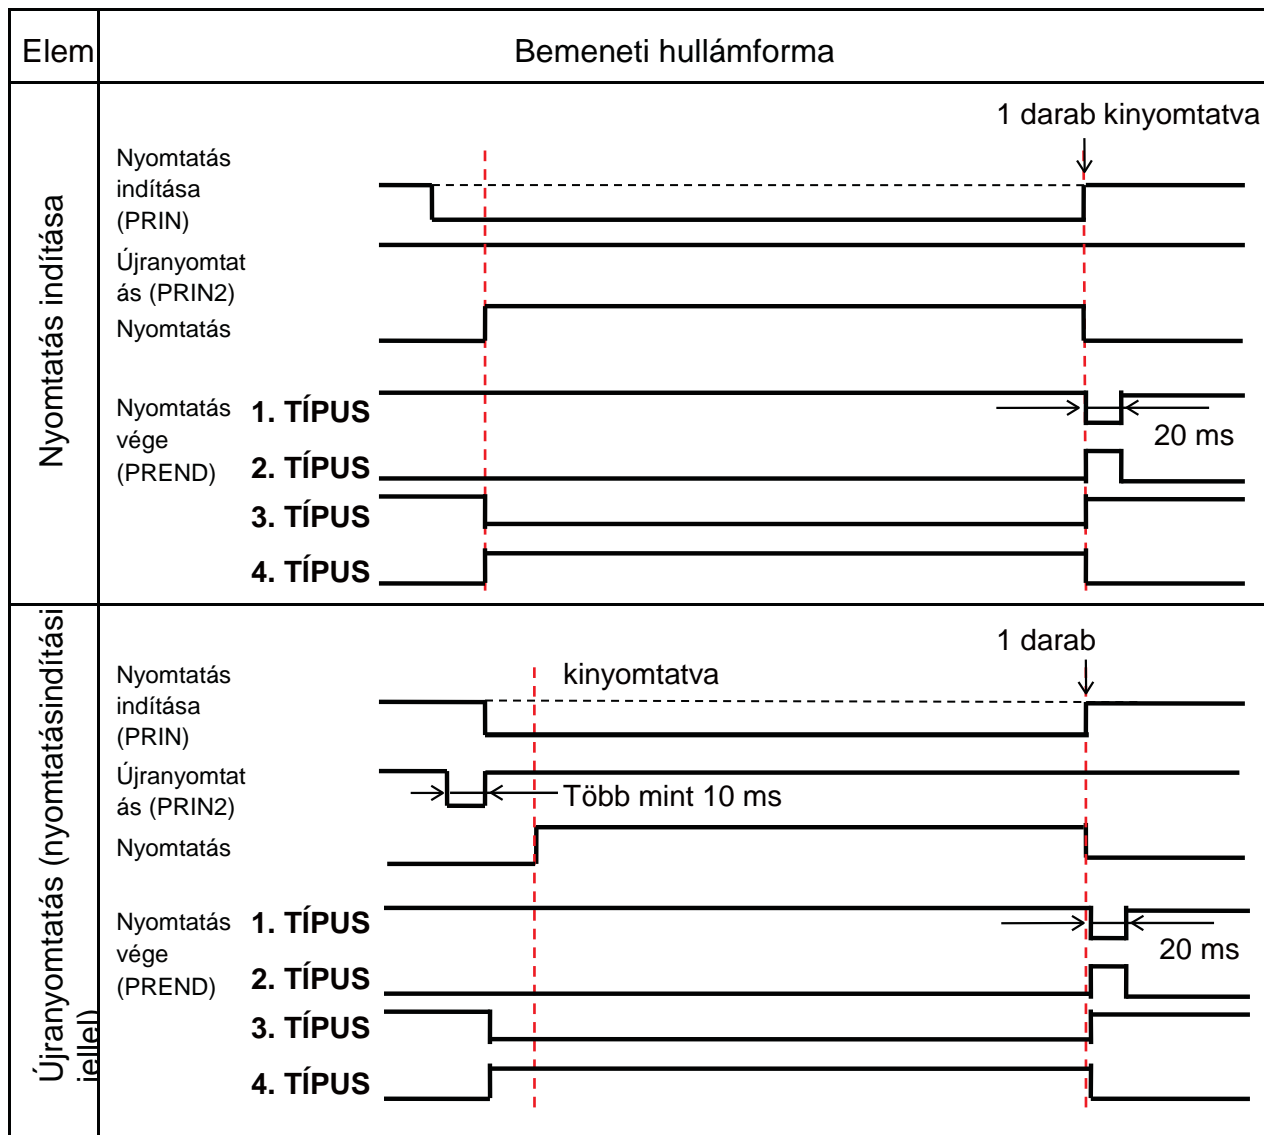 Elem
Bemeneti hullámforma
Nyomtatás indítása
1 darab kinyomtatva
Nyomtatás
indítása
(PRIN)
Újranyomtat
ás (PRIN2)
Nyomtatás
Nyomtatás
vége
(PREND)
1. TÍPUS
20 ms
2. TÍPUS
3. TÍPUS
4. TÍPUS
Újranyomtatás (nyomtatásindítási
jellel)
1 darab
kinyomtatva
Nyomtatás
indítása
(PRIN)
Újranyomtat
ás (PRIN2)
Több mint 10 ms
Nyomtatás
Nyomtatás
vége
(PREND)
1. TÍPUS
20 ms
2. TÍPUS
3. TÍPUS
4. TÍPUS